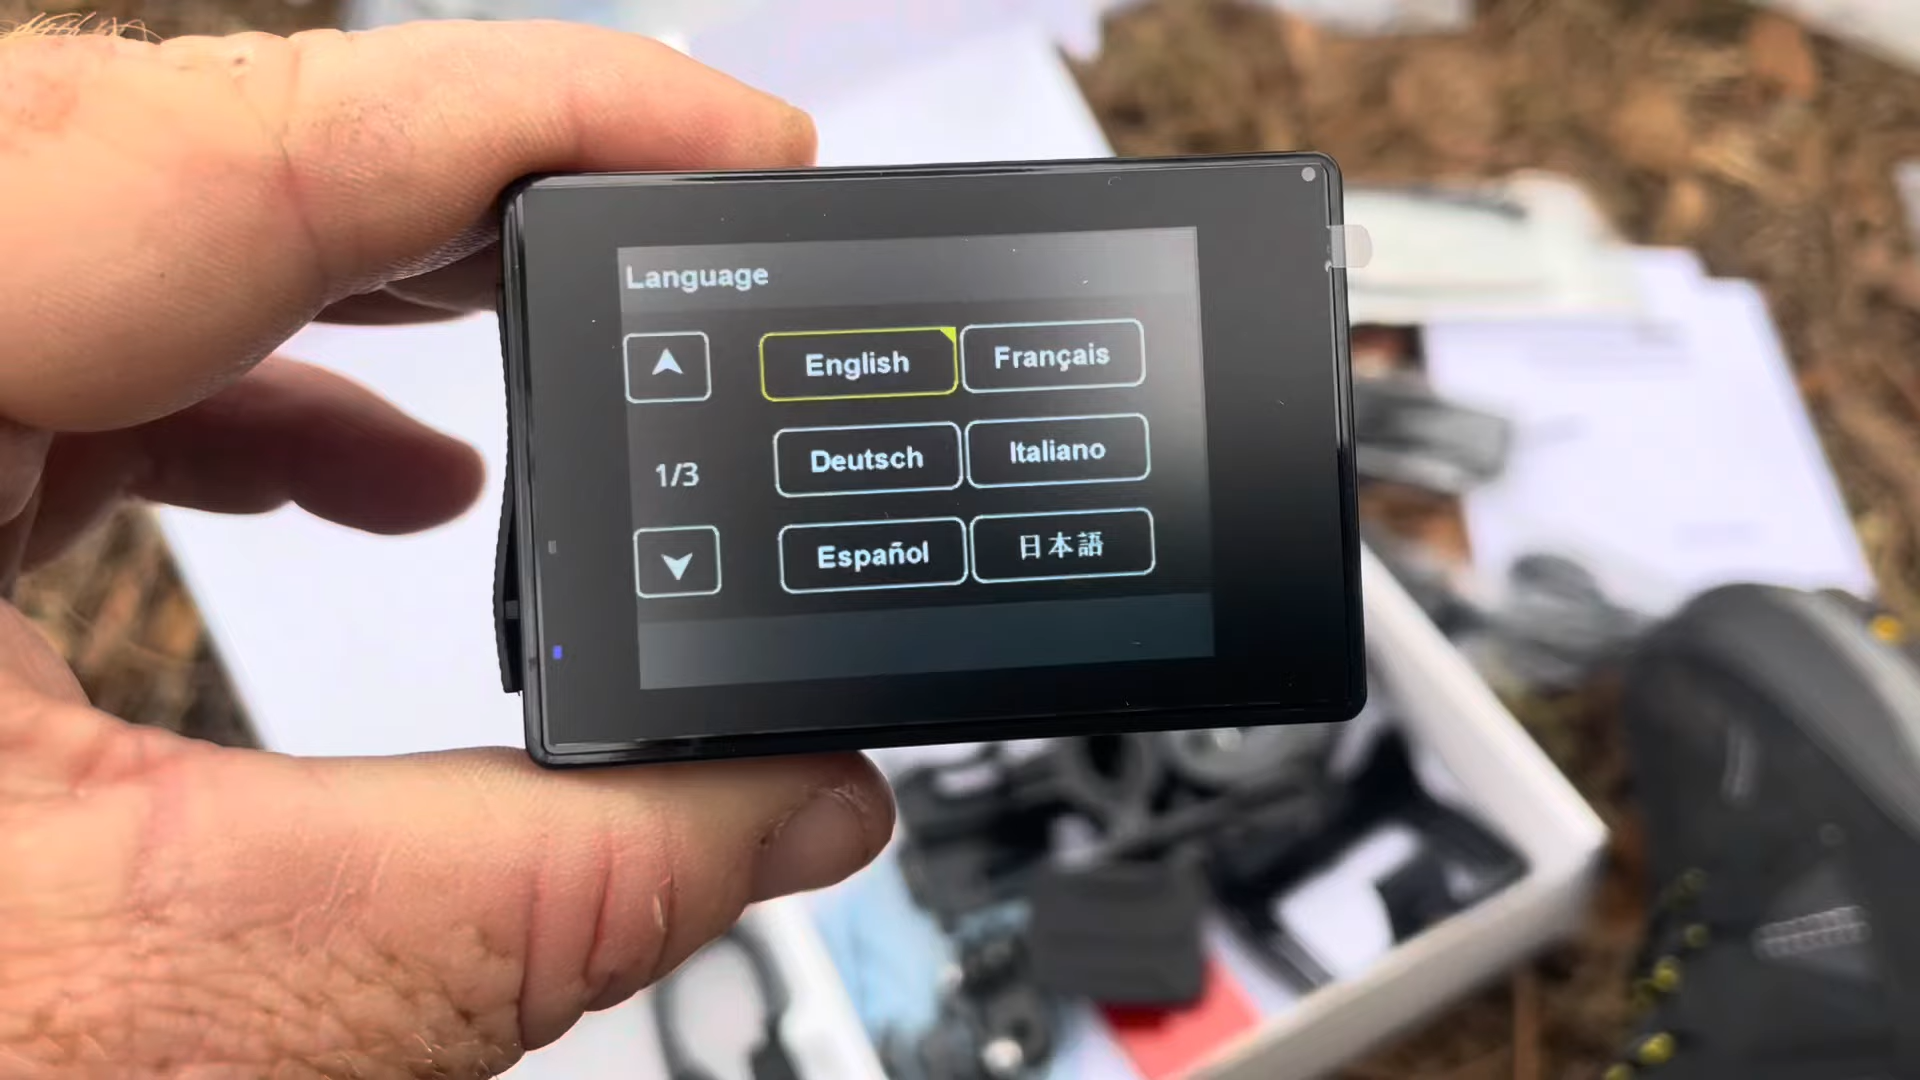 Language
English
Français
1/3
Deutsch
Italiano
Español
日本語